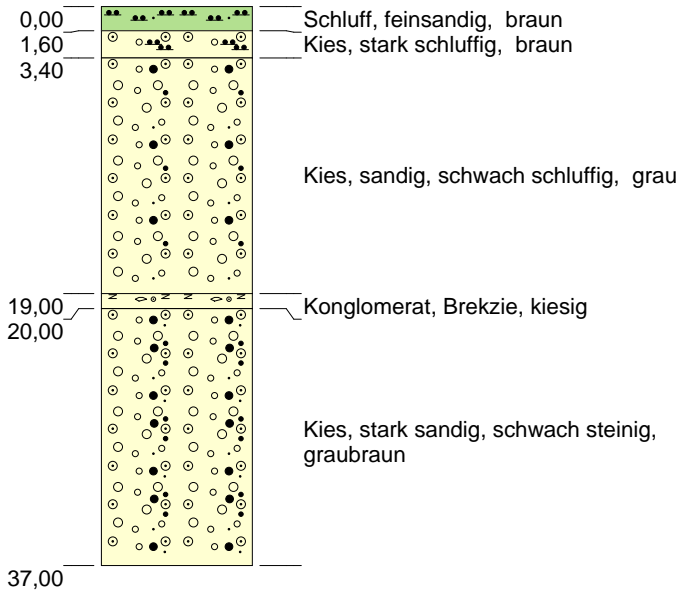 0,00
Schluff, feinsandig, braun
1,60
Kies, stark schluffig, braun
3,40
Kies, sandig, schwach schluffig, grau
19,00
Konglomerat, Brekzie, kiesig
20,00
Kies, stark sandig, schwach steinig,
graubraun
37,00